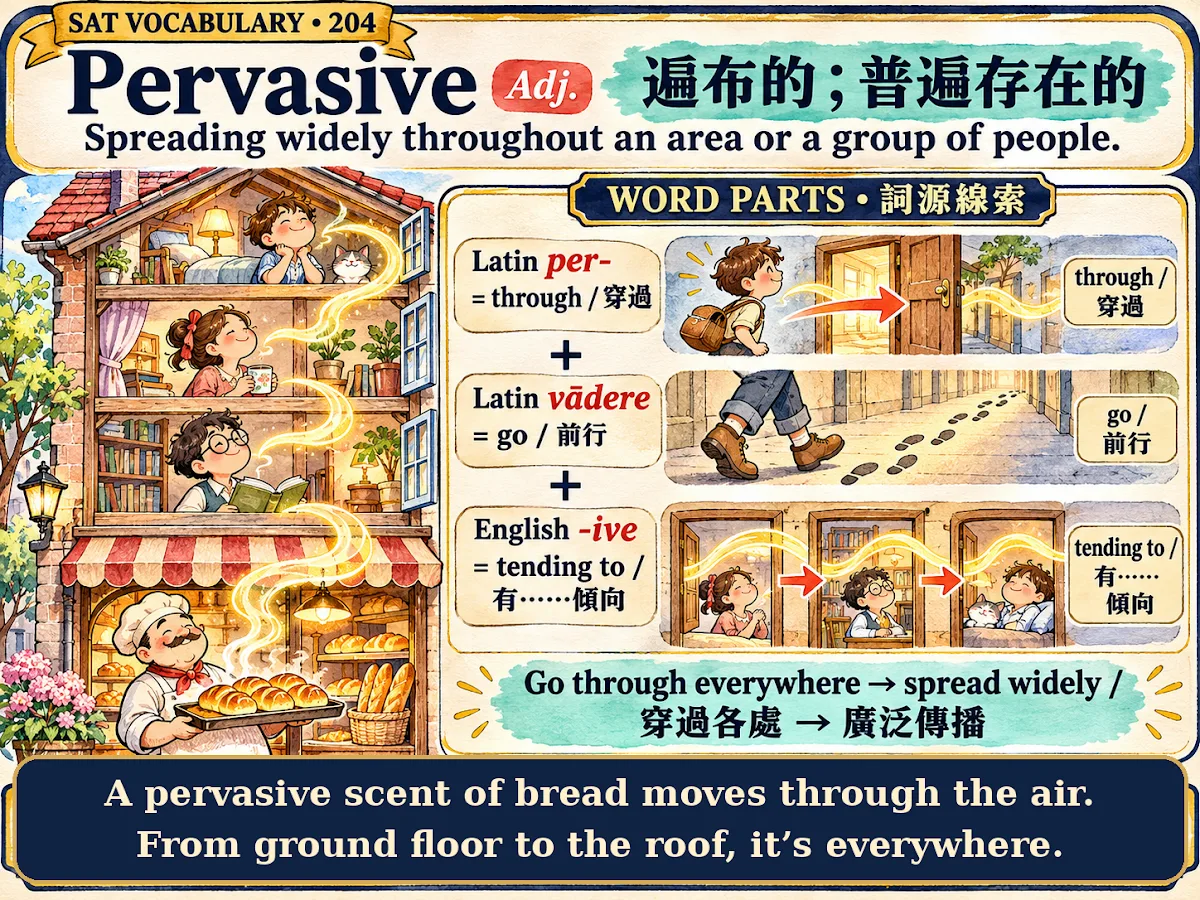 SAT VOCABULARY • 204
Pervasive Adj. 遍布的；普遍存在的
Spreading widely throughout an area or a group of people.
WORD PARTS • 詞源線索
Latin per-
= through / 穿過
through /
穿過
+
Latin vādere
= go / 前行
go /
前行
+
English -ive
= tending to /
有……傾向
tending to /
有……
傾向
Go through everywhere → spread widely /
穿過各處 → 廣泛傳播
A pervasive scent of bread moves through the air.
From ground floor to the roof, it’s everywhere.